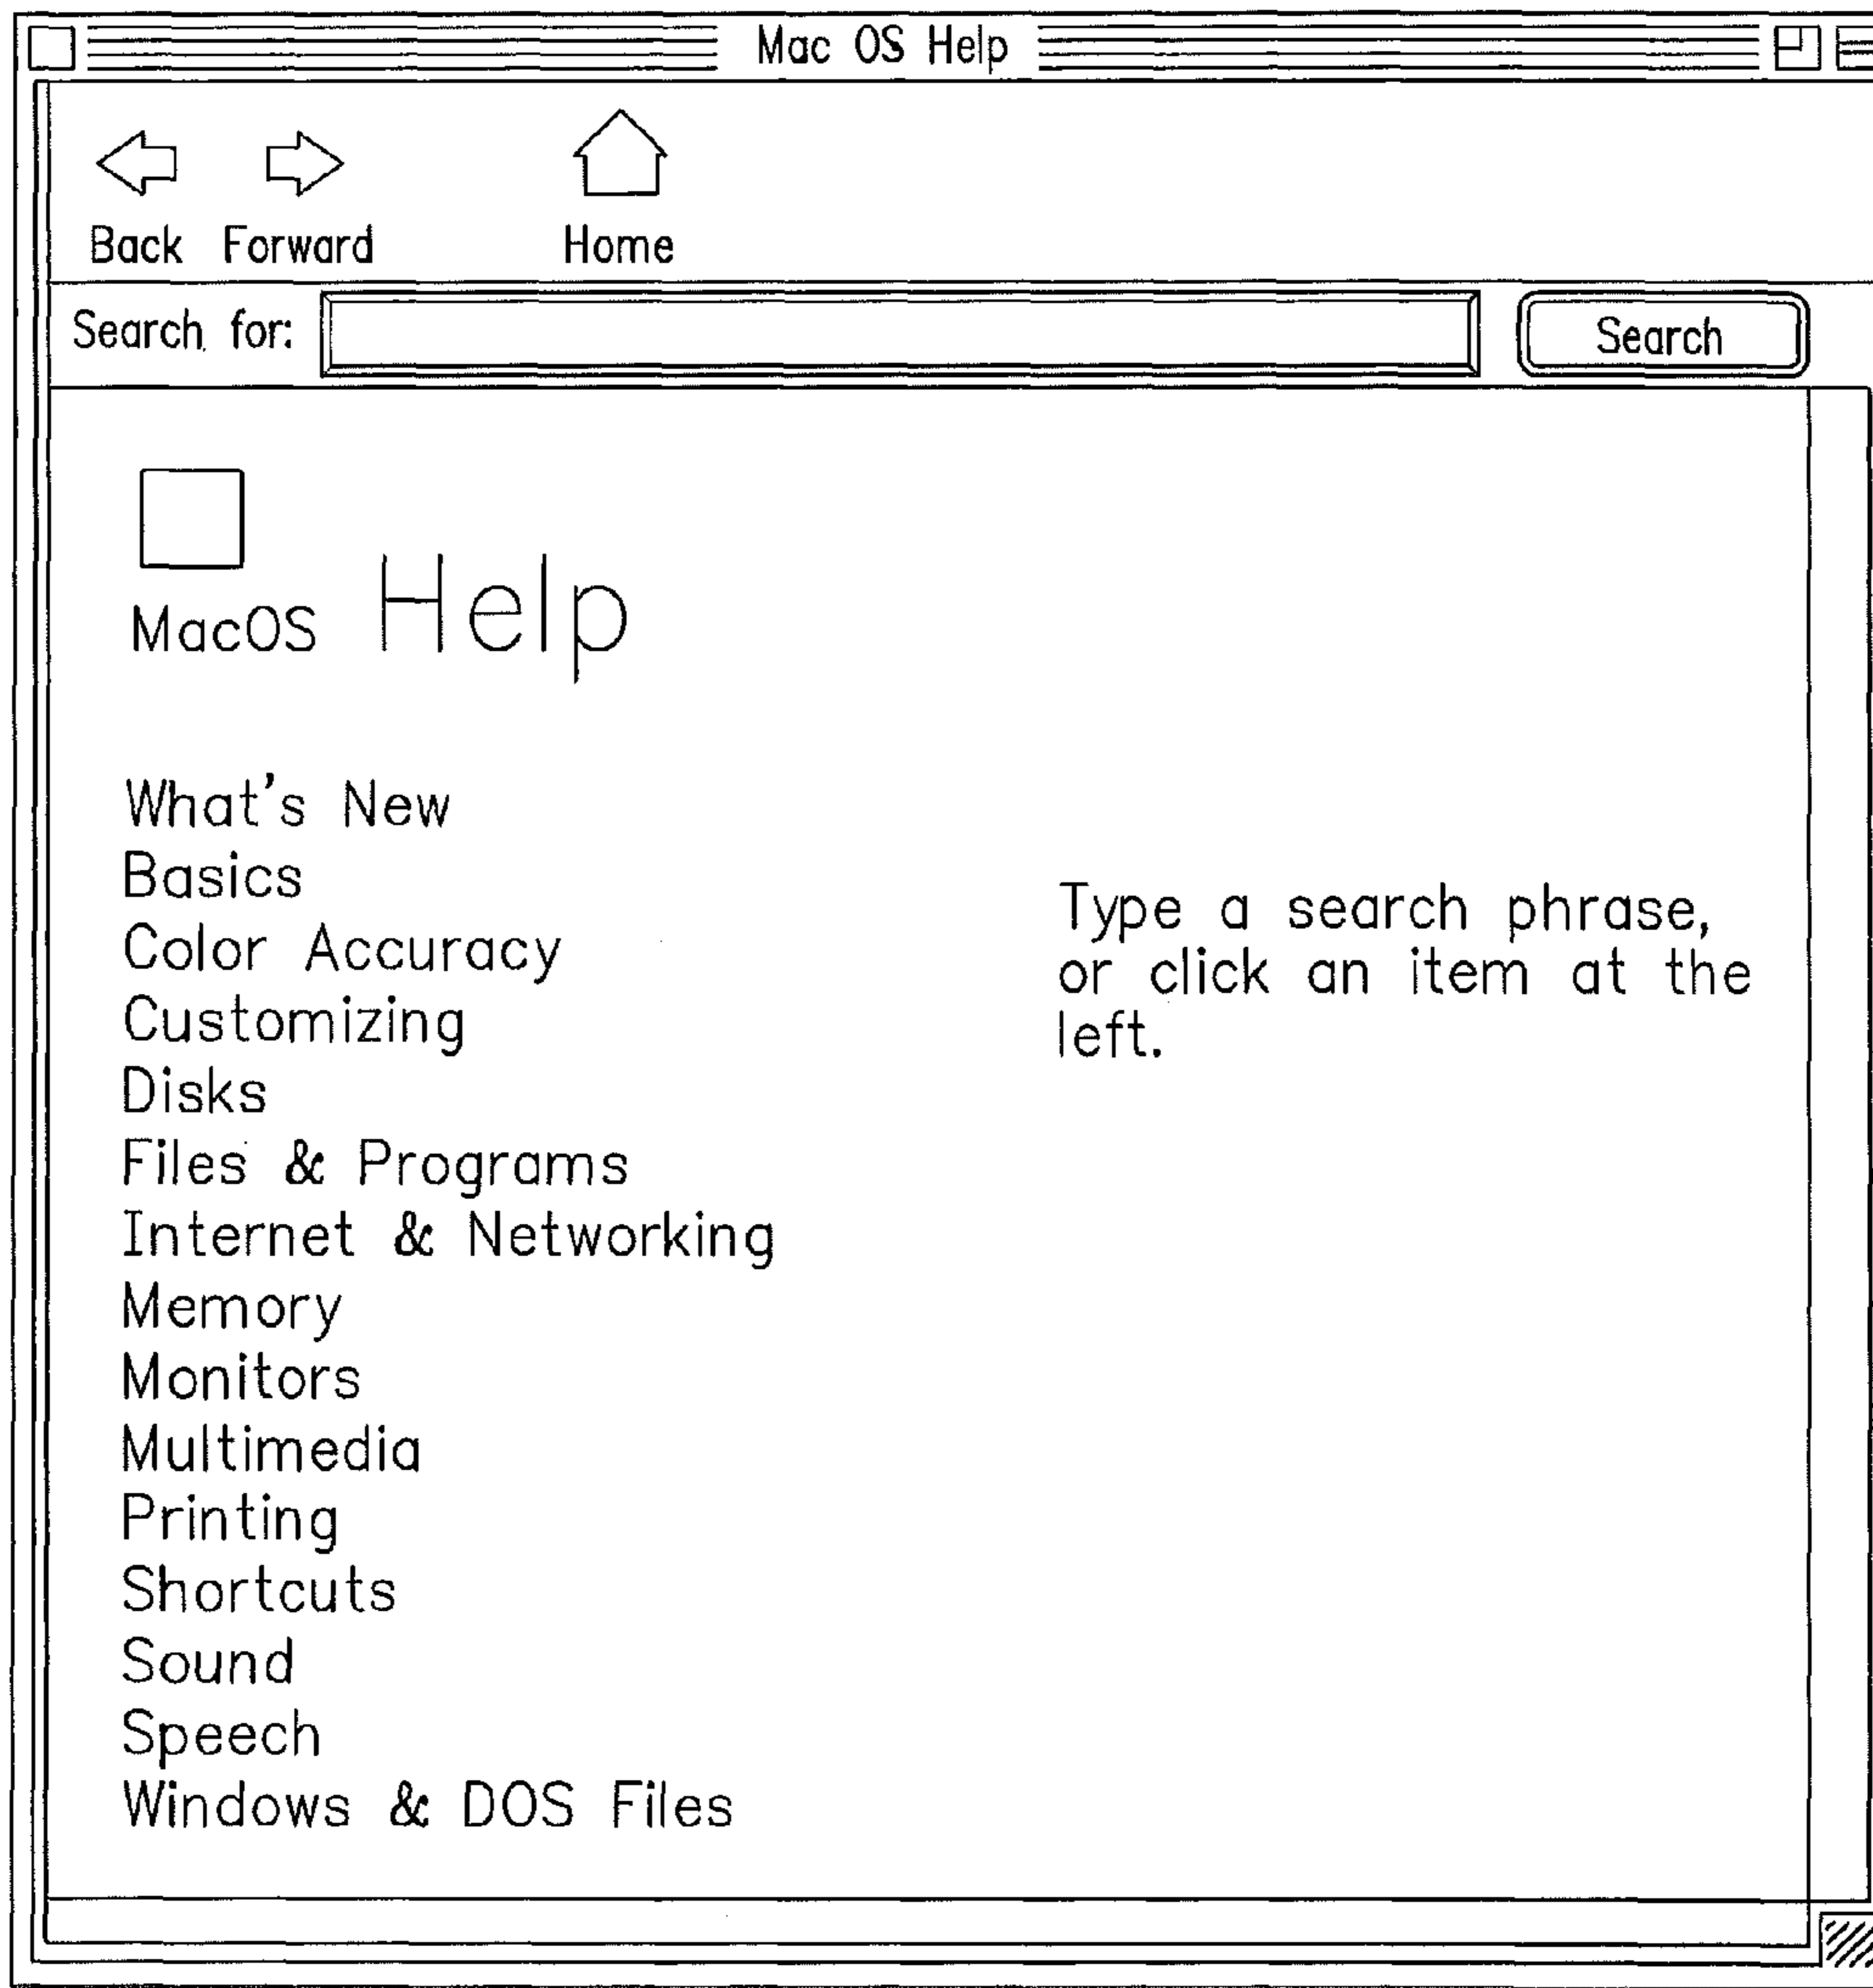 Mac OS Help
Back Forward Home
Search for: Search
MacOS Help
What's New
Basics
Color Accuracy
Customizing
Disks
Files & Programs
Internet & Networking
Memory
Monitors
Multimedia
Printing
Shortcuts
Sound
Speech
Windows & DOS Files
Type a search phrase,
or click an item at the
left.